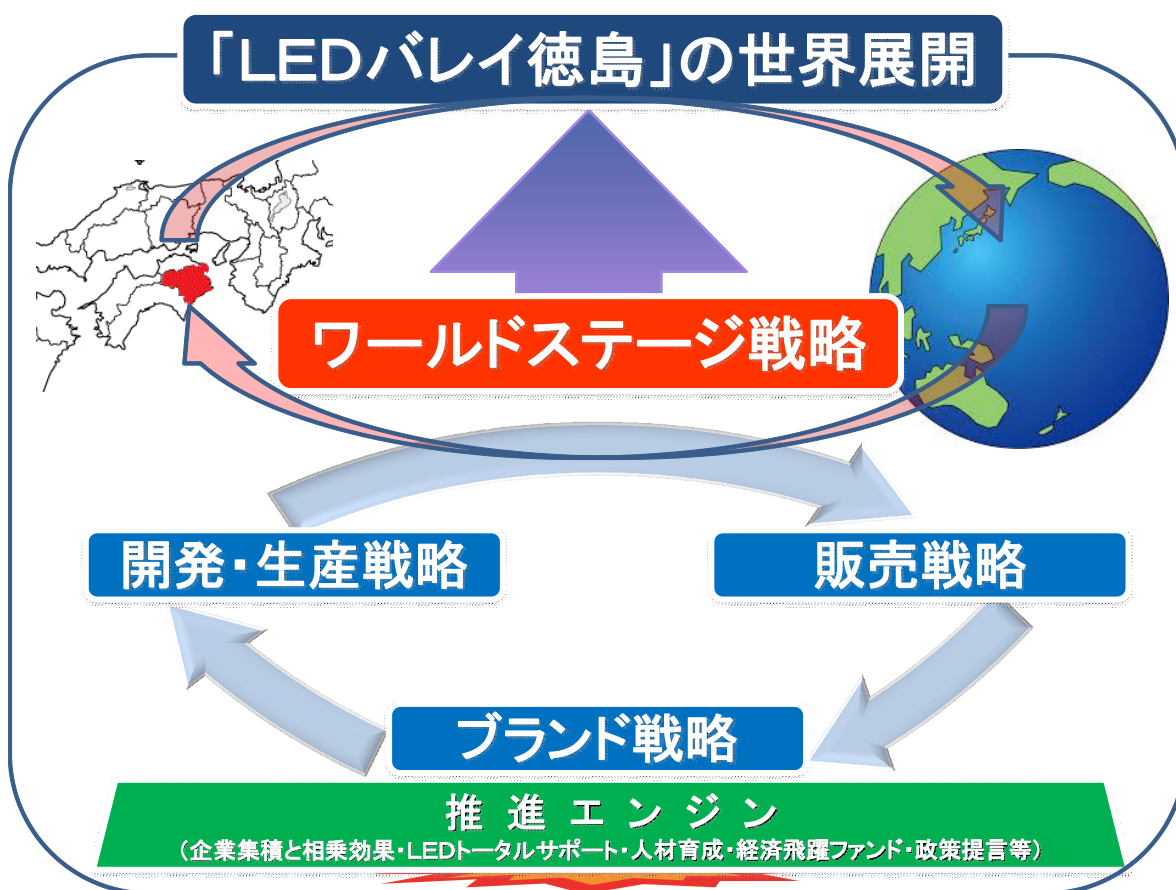 「LEDバレイ徳島」の世界展開
ワールドステージ戦略
開発・生産戦略
販売戦略
ブランド戦略
推進エンジン
(企業集積と相乗効果・LEDトータルサポート・人材育成・経済飛躍ファンド・政策提言等)